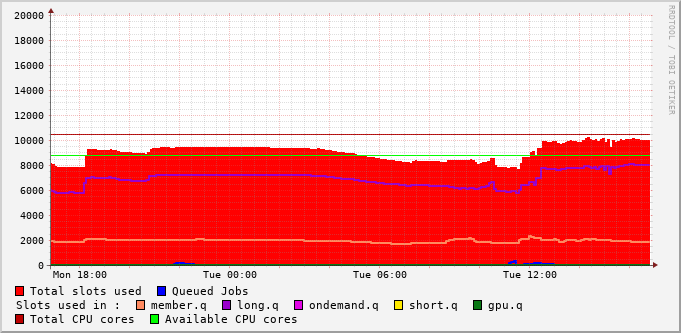 RRDTOOL / TOBI OETIKER
20000
18000
16000
14000
12000
10000
8000
6000
4000
2000
0
Mon 18:00 Tue 00:00 Tue 06:00 Tue 12:00
Total slots used Queued Jobs
Slots used in : member.q long.q ondemand.q short.q gpu.q
Total CPU cores Available CPU cores